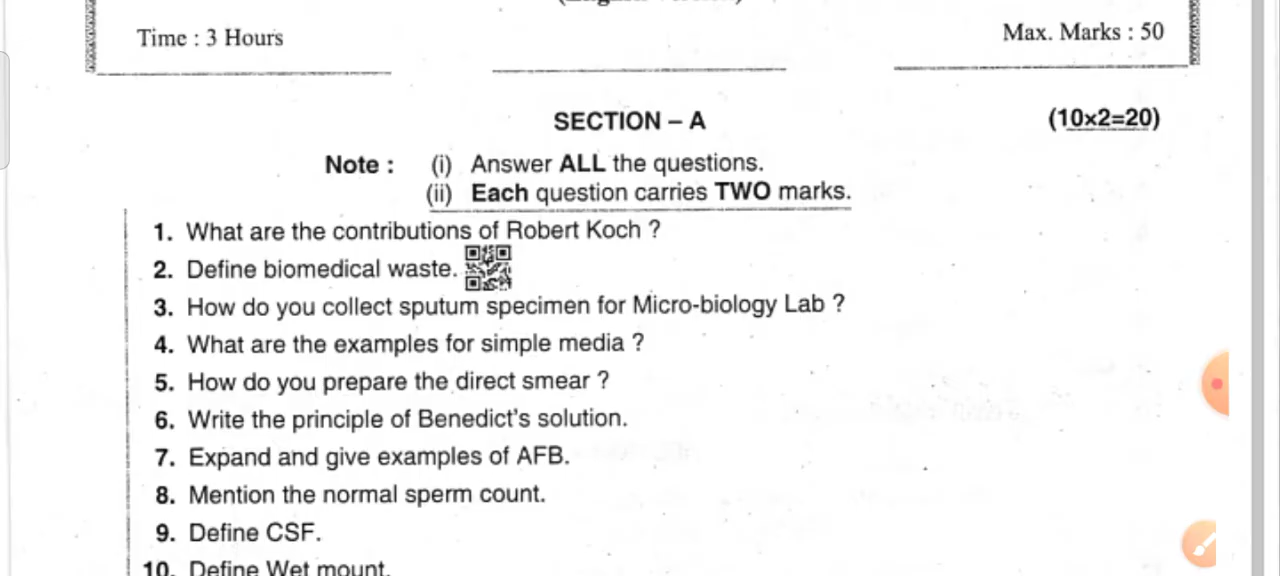 Time : 3 Hours
Max. Marks : 50
SECTION – A
(10×2=20)
Note : (i) Answer ALL the questions.
(ii) Each question carries TWO marks.
1. What are the contributions of Robert Koch ?
2. Define biomedical waste.
3. How do you collect sputum specimen for Micro-biology Lab ?
4. What are the examples for simple media ?
5. How do you prepare the direct smear ?
6. Write the principle of Benedict's solution.
7. Expand and give examples of AFB.
8. Mention the normal sperm count.
9. Define CSF.
10. Define Wet mount.